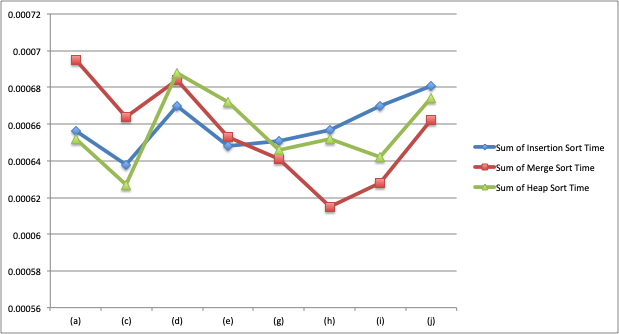 0.00072
0.0007
0.00068
0.00066
0.00064
0.00062
0.0006
0.00058
0.00056
(a) (c) (d) (e) (g) (h) (i) (j)
Sum of Insertion Sort Time
Sum of Merge Sort Time
Sum of Heap Sort Time